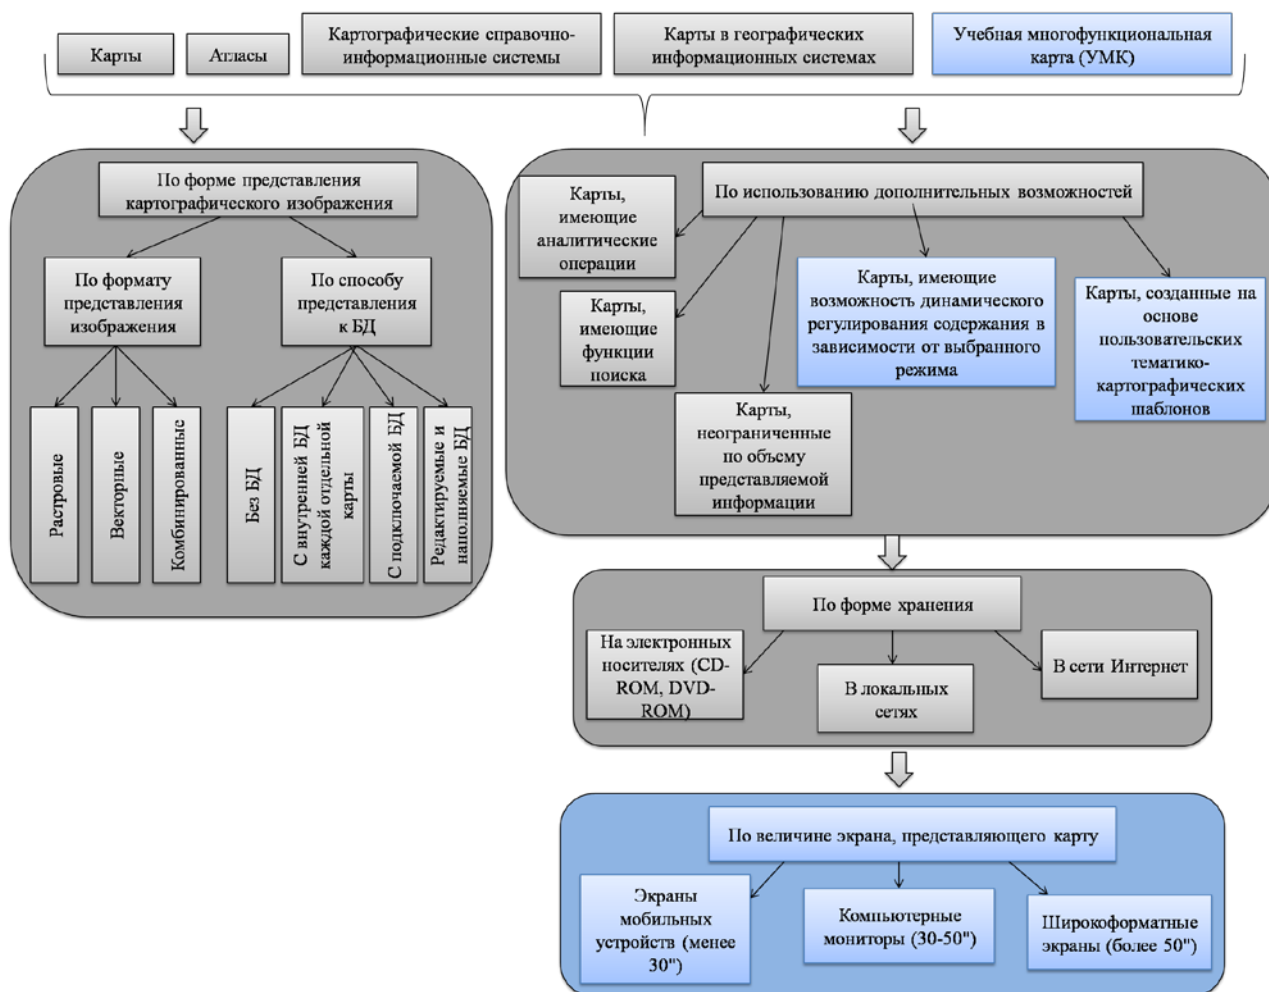 Карты
Атласы
Картографические справочно-
информационные системы
Карты в географических
информационных системах
Учебная многофункциональная
карта (УМК)
По форме представления
картографического изображения
По формату
представления
изображения
По способу
представления
к БД
Растровые
Векторные
Комбинированные
Без БД
С внутренней БД
каждой отдельной
карты
С подключаемой БД
Редактируемые и
наполняемые БД
По использованию дополнительных возможностей
Карты,
имеющие
аналитические
операции
Карты,
имеющие
функции
поиска
Карты,
неограниченные
по объему
представляемой
информации
Карты, имеющие
возможность динамического
регулирования содержания в
зависимости от выбранного
режима
Карты, созданные на
основе
пользовательских
тематико-
картографических
шаблонов
По форме хранения
На электронных
носителях (CD-
ROM, DVD-
ROM)
В локальных
сетях
В сети Интернет
По величине экрана, представляющего карту
Экраны
мобильных
устройств (менее
30")
Компьютерные
мониторы (30-50")
Широкоформатные
экраны (более 50")